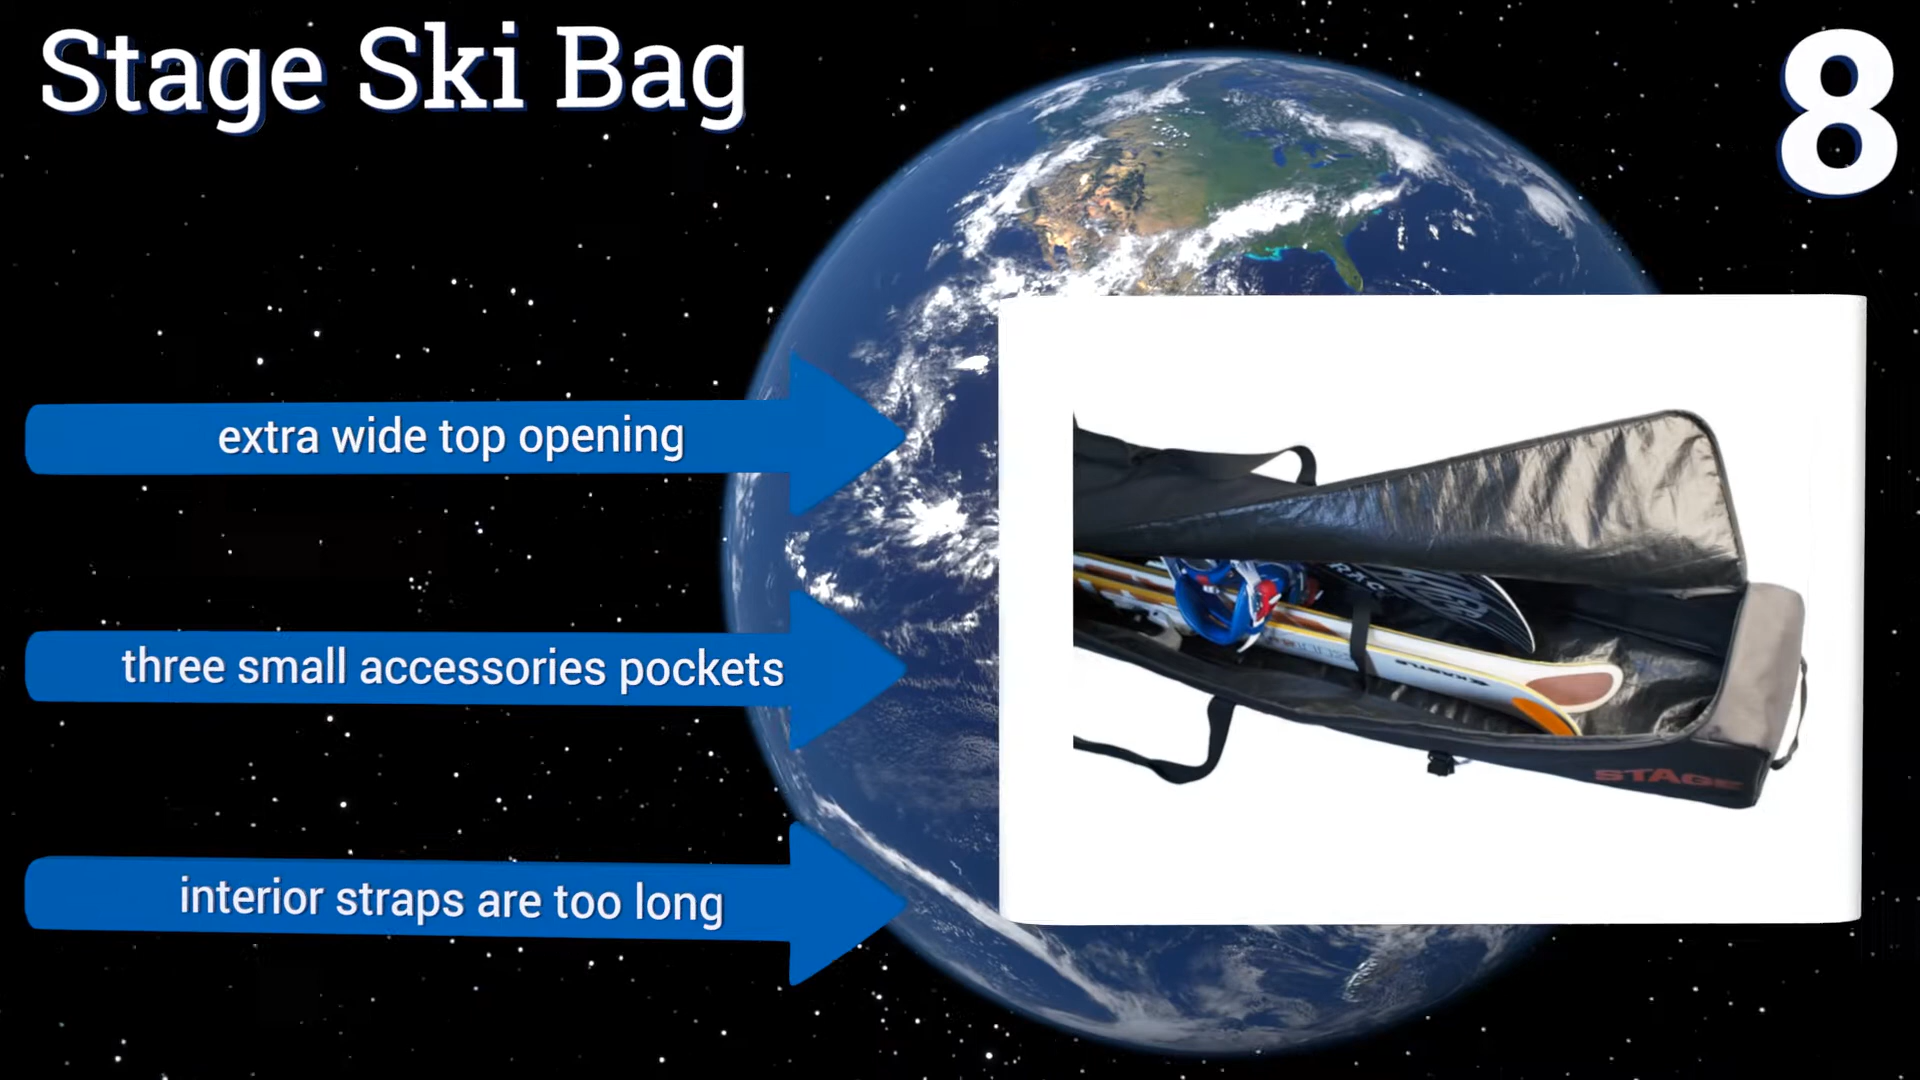 Stage Ski Bag
8
extra wide top opening
three small accessories pockets
interior straps are too long
STAGE